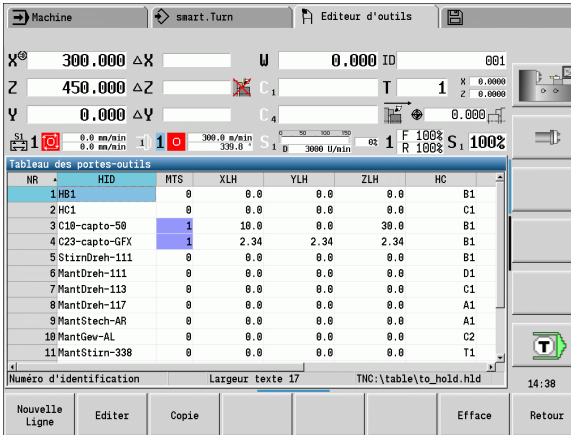 Machine smart.Turn Editeur d'outils
X 300.000 ΔX W 0.000 ID 001
Z 450.000 ΔZ C 1 T 1 X 0.0000 Z 0.0000
Y 0.000 ΔY C 4 0.000
S1 1 0.0 mm/min 0.0 mm/min 1 1 300.0 m/min 339.8 ° S 1 0 50 100 150 D 3000 U/min 0% 1 F 100% R 100% S1 100%
Tableau des portes-outils
NR HID MTS XLH YLH ZLH HC
1 HB1 0 0.0 0.0 0.0 B1
2 HC1 0 0.0 0.0 0.0 C1
3 C10-capto-50 1 10.0 0.0 30.0 B1
4 C23-capto-GFX 1 2.34 2.34 2.34 B1
5 StirnDreh-111 0 0.0 0.0 0.0 C1
6 MantDreh-111 0 0.0 0.0 0.0 D1
7 MantDreh-113 0 0.0 0.0 0.0 C1
8 MantDreh-117 0 0.0 0.0 0.0 A1
9 MantStech-AR 0 0.0 0.0 0.0 A1
10 MantGew-AL 0 0.0 0.0 0.0 C2
11 MantStirn-338 0 0.0 0.0 0.0 T1
T
Numéro d'identification Largeur texte 17 TNC:\table\to_hold.hld
14:38
Nouvelle Ligne
Editer
Copie
Efface
Retour